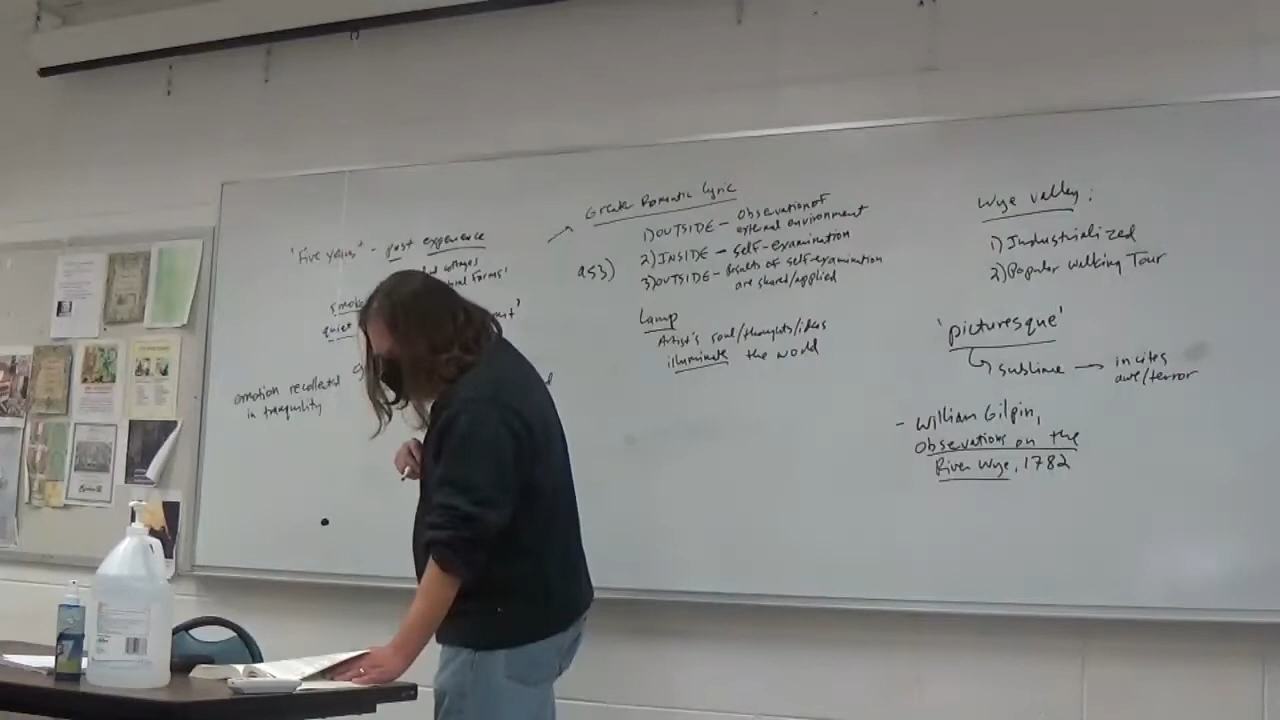 'Five years' - past experience
smoke
quiet
emotion recollected
in tranquility
Greater Romantic Lyric
1) OUTSIDE - Observation of
external environment
2) INSIDE - self-examination
3) OUTSIDE - Results of self-examination
are shared/applied
Lamp
Artist's soul/thoughts/ideas
illuminate the world
Wye Valley:
1) Industrialized
2) Popular Walking Tour
'picturesque'
sublime → incites
awe/terror
- William Gilpin,
Observations on the
River Wye, 1782